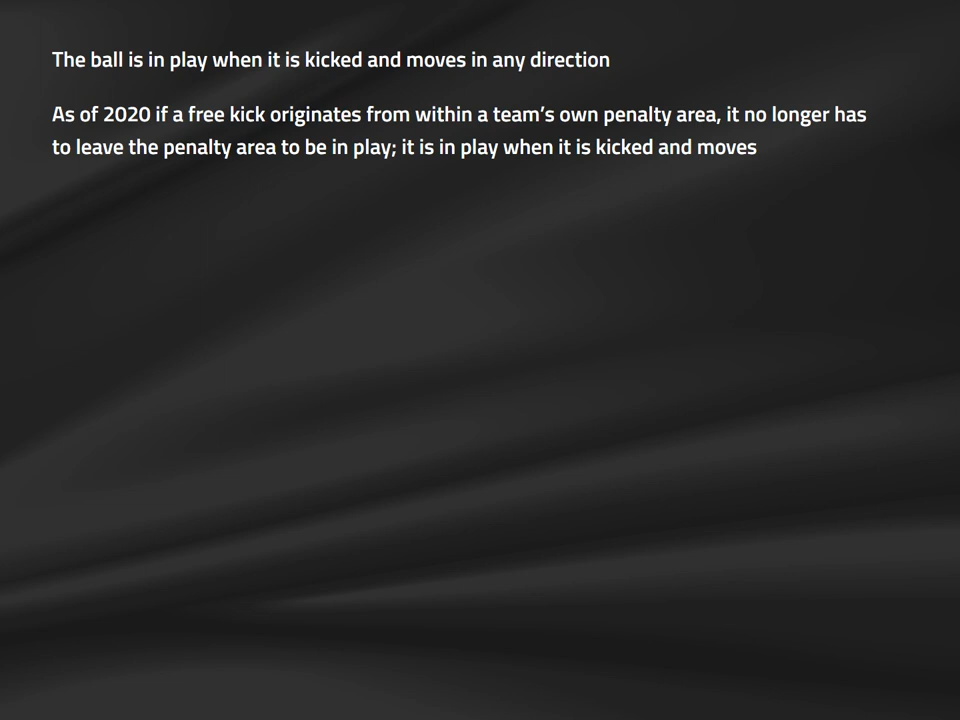 The ball is in play when it is kicked and moves in any direction
As of 2020 if a free kick originates from within a team’s own penalty area, it no longer has
to leave the penalty area to be in play; it is in play when it is kicked and moves